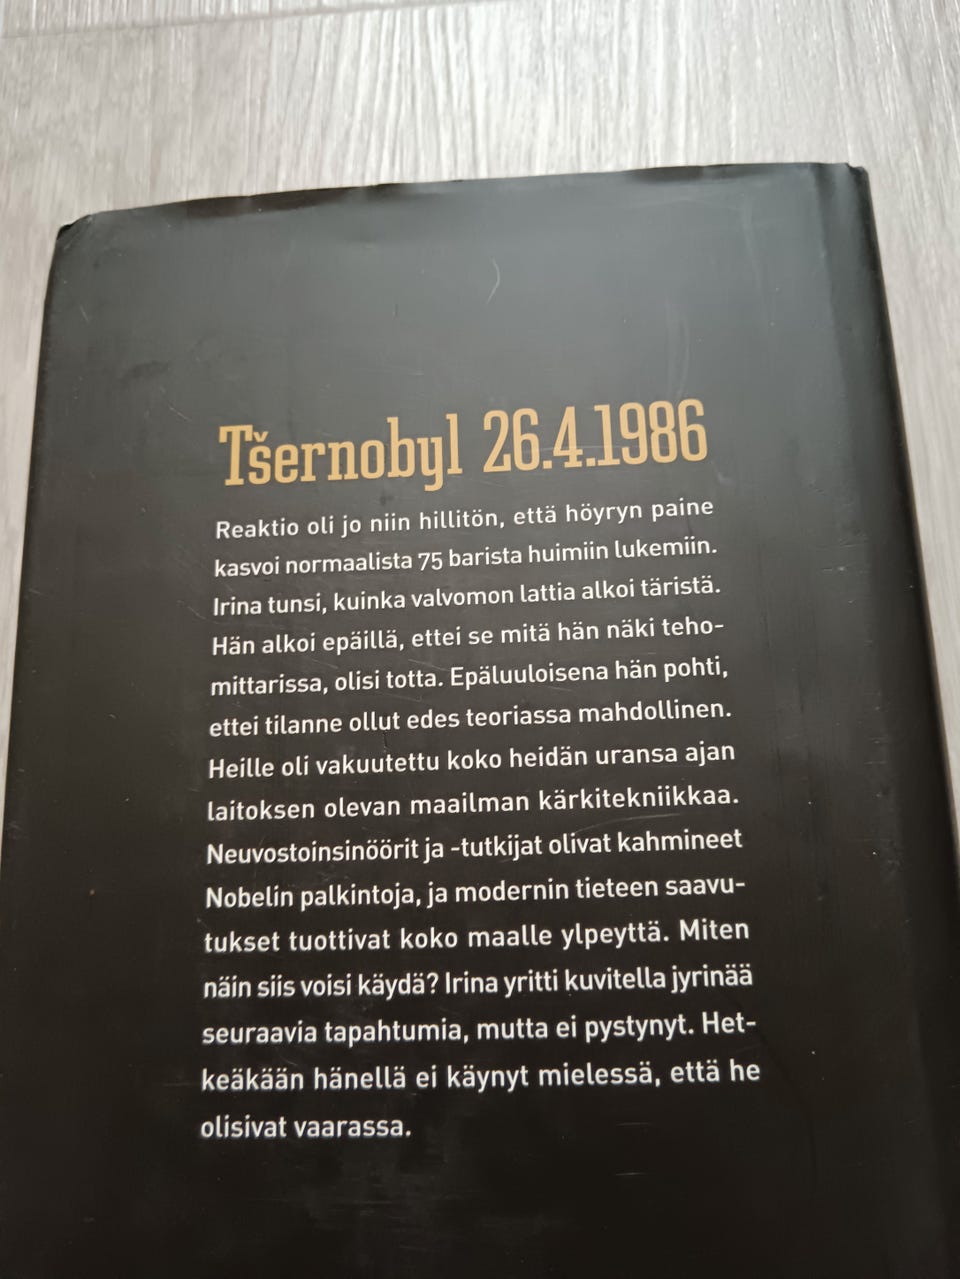 Tšernobyl 26.4.1986
Reaktio oli jo niin hillitön, että höyryn paine
kasvoi normaalista 75 barista huimiin lukemiin.
Irina tunsi, kuinka valvomon lattia alkoi täristä.
Hän alkoi epäillä, ettei se mitä hän näki teho-
mittarissa, olisi totta. Epäluuloisena hän pohti,
ettei tilanne ollut edes teoriassa mahdollinen.
Heille oli vakuutettu koko heidän uransa ajan
laitoksen olevan maailman kärkitekniikkaa.
Neuvostoinsinöörit ja -tutkijat olivat kahmineet
Nobelin palkintoja, ja modernin tieteen saavu-
tukset tuottivat koko maalle ylpeyttä. Miten
näin siis voisi käydä? Irina yritti kuvitella jyrinää
seuraavia tapahtumia, mutta ei pystynyt. Het-
keäkään hänellä ei käynyt mielessä, että he
olisivat vaarassa.